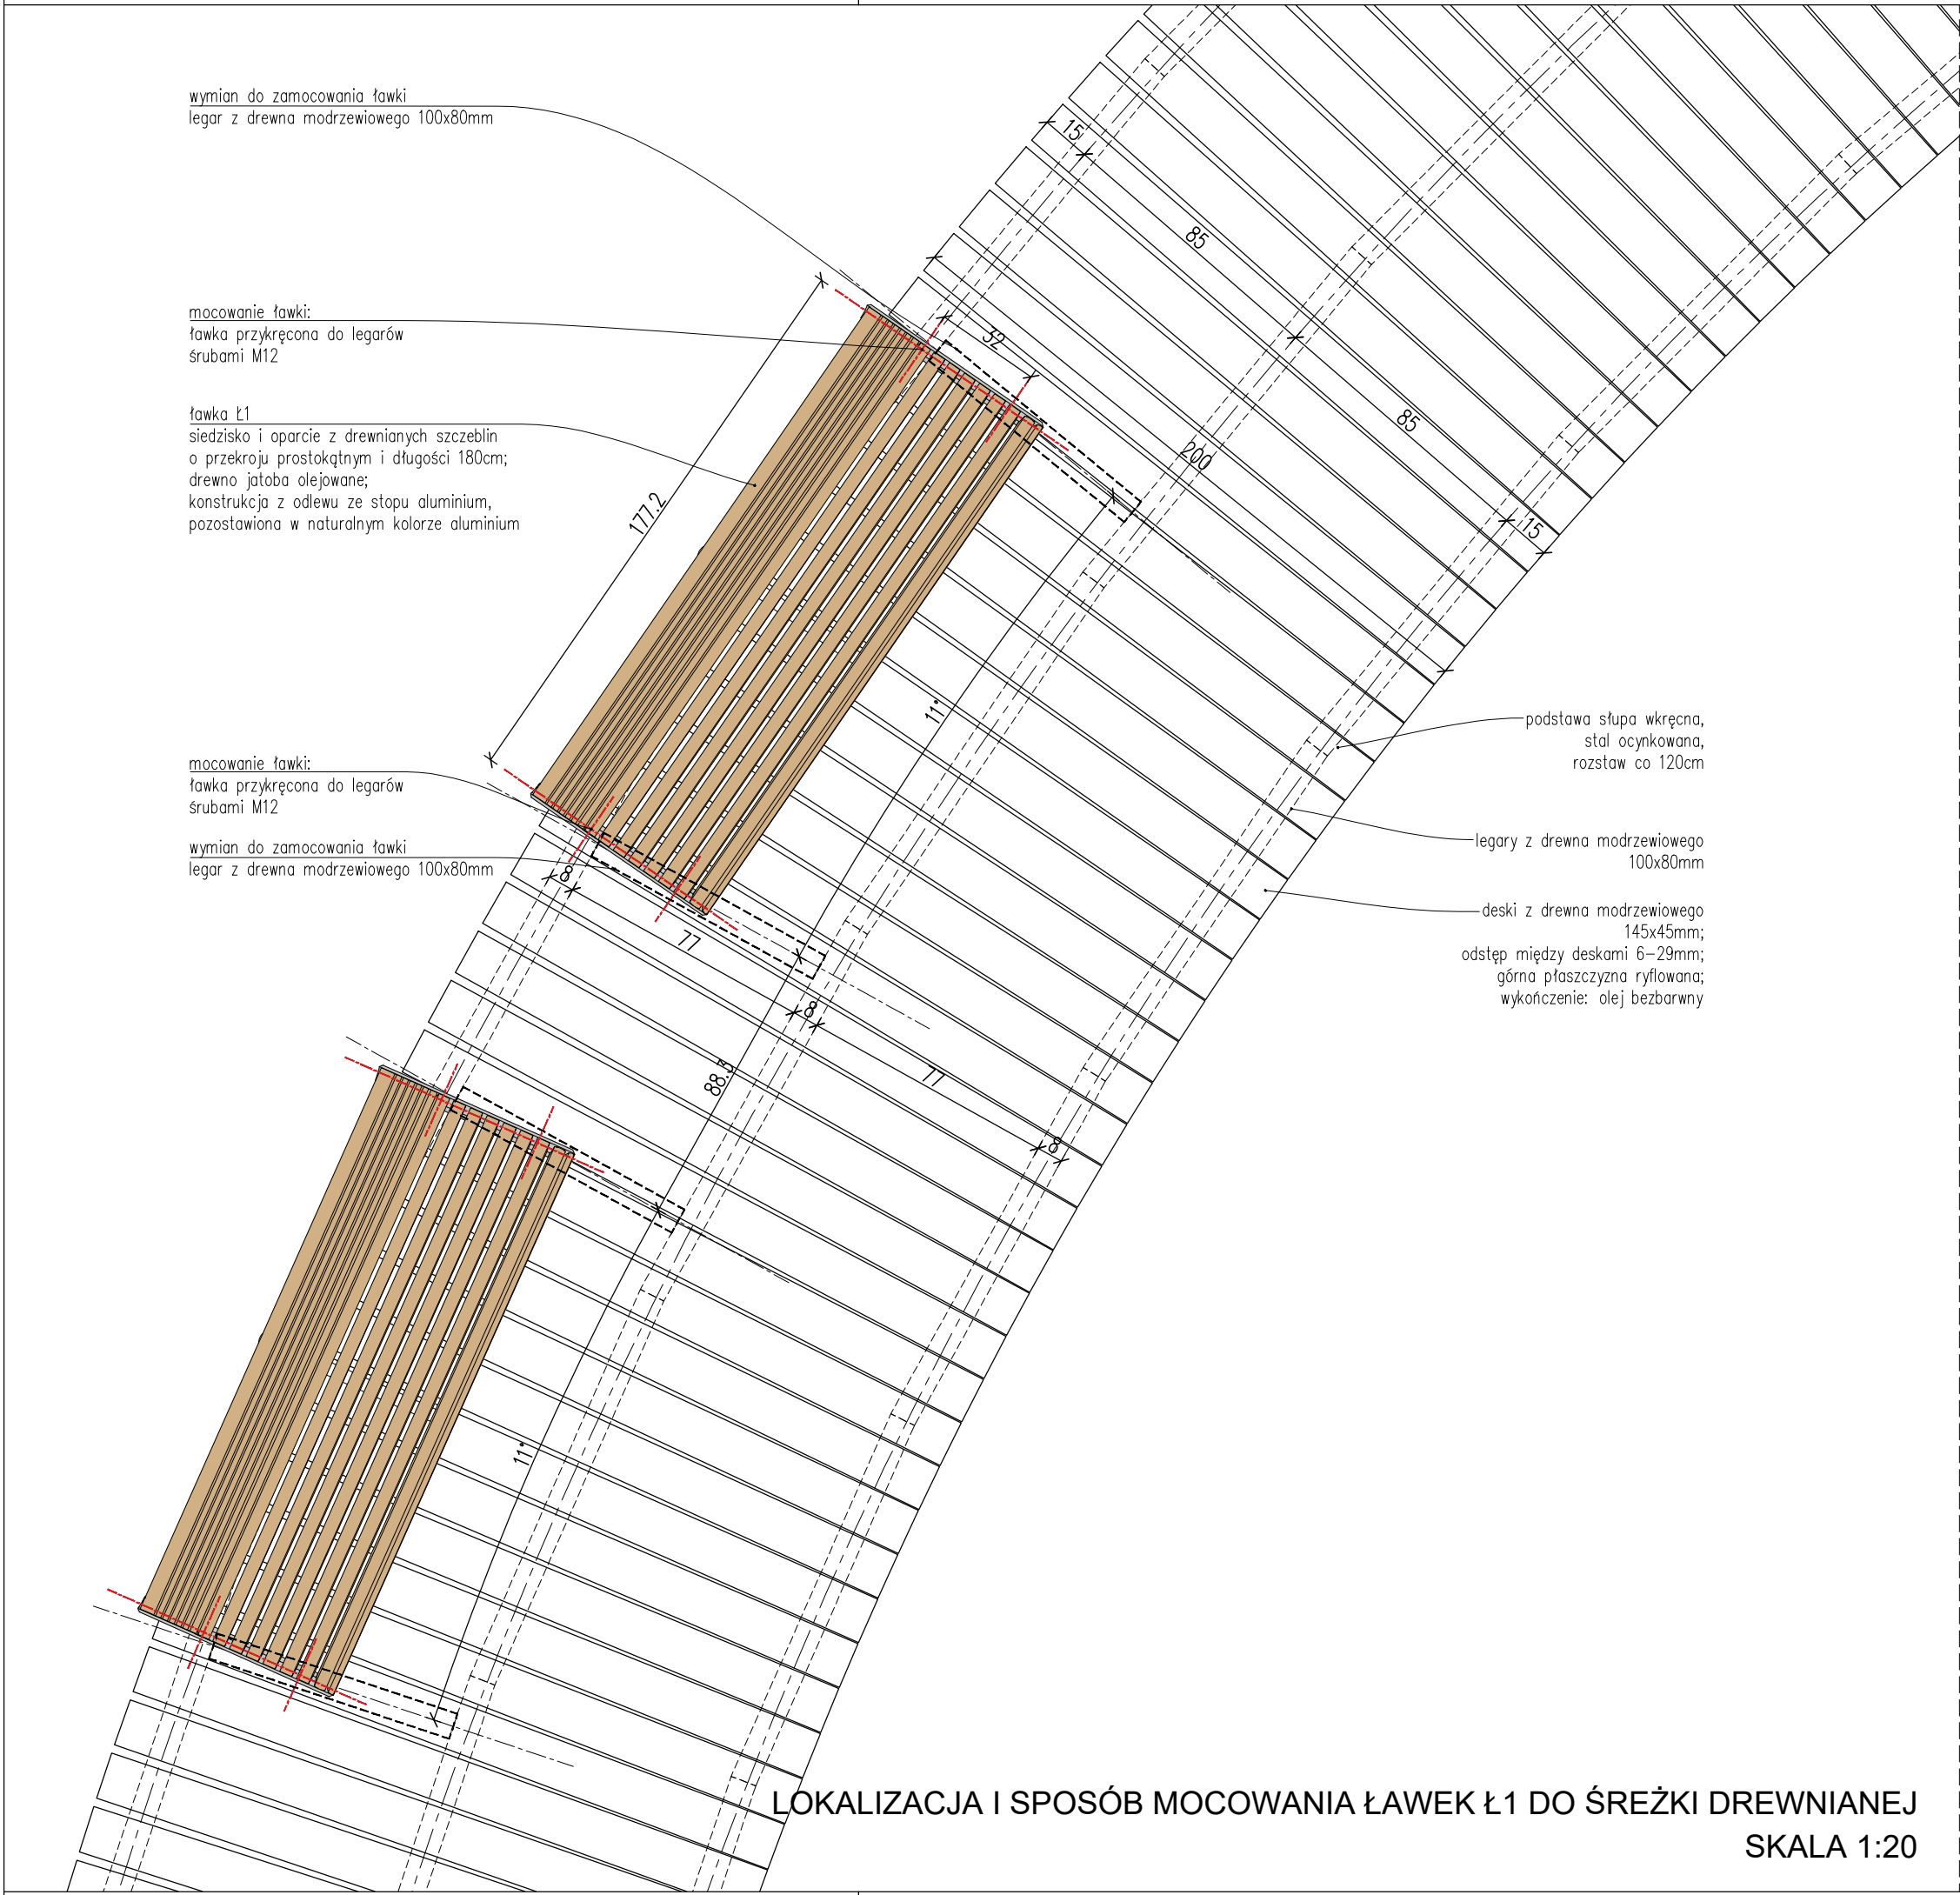 wymian do zamocowania ławki
legar z drewna modrzewiowego 100x80mm
mocowanie ławki:
ławka przykręcona do legarów
śrubami M12
ławka Ł1
siedzisko i oparcie z drewnianych szczeblin
o przekroju prostokątnym i długości 180cm;
drewno jatoba olejowane;
konstrukcja z odlewu ze stopu aluminium,
pozostawiona w naturalnym kolorze aluminium
mocowanie ławki:
ławka przykręcona do legarów
śrubami M12
wymian do zamocowania ławki
legar z drewna modrzewiowego 100x80mm
15
85
85
15
32
200
177.2
11°
8
77
8
77
8
88.3
11°
podstawa słupa wkręcna,
stal ocynkowana,
rozstaw co 120cm
legary z drewna modrzewiowego
100x80mm
deski z drewna modrzewiowego
145x45mm;
odstęp między deskami 6-29mm;
górna płaszczyzna ryflowana;
wykończenie: olej bezbarwny
LOKALIZACJA I SPOSÓB MOCOWANIA ŁAWEK Ł1 DO ŚREŻKI DREWNIANEJ
SKALA 1:20